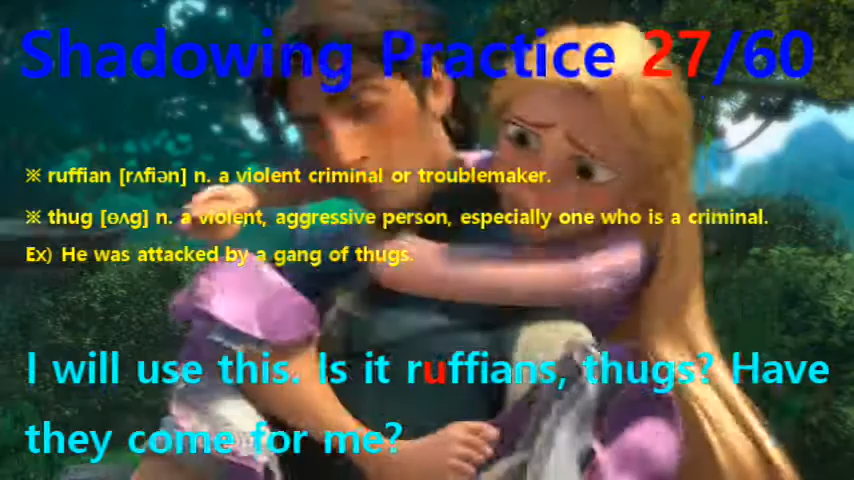 Shadowing Practice 27/60
※ ruffian [rʌfiən] n. a violent criminal or troublemaker.
※ thug [θʌg] n. a violent, aggressive person, especially one who is a criminal.
Ex) He was attacked by a gang of thugs.
I will use this. Is it ruffians, thugs? Have
they come for me?